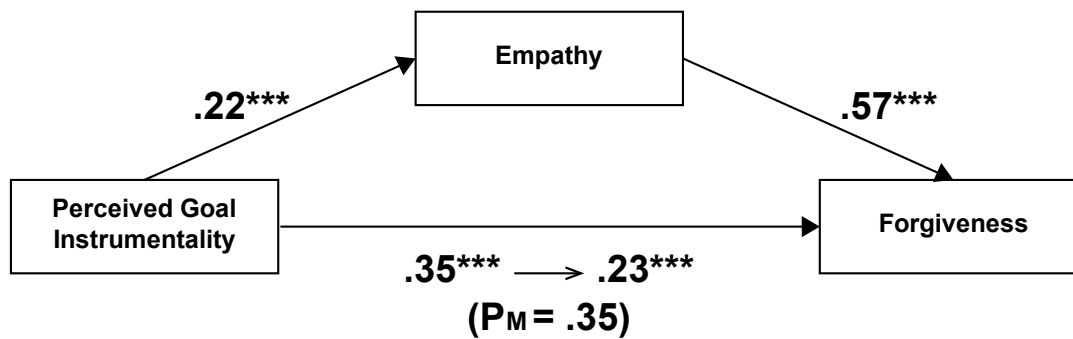 Empathy
.22***
.57***
Perceived Goal
Instrumentality
Forgiveness
.35*** → .23***
(PM = .35)